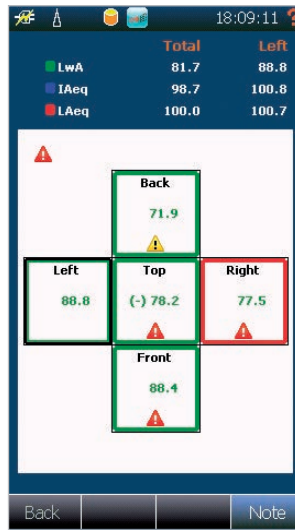 18:09:11 ?
Total Left
LwA 81.7 88.8
IAeq 98.7 100.8
LAeq 100.0 100.7
Back
71.9
Left Top Right
88.8 (-) 78.2 77.5
Front
88.4
Back Note